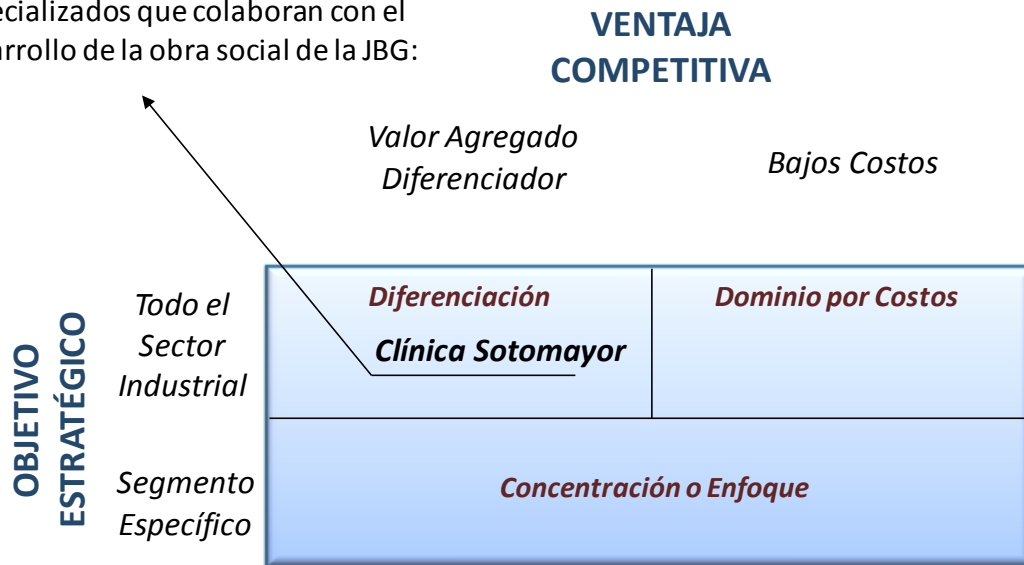 ecializados que colaboran con el
arrollo de la obra social de la JBG:
VENTAJA
COMPETITIVA
Valor Agregado
Diferenciador
Bajos Costos
OBJETIVO
ESTRATÉGICO
Todo el
Sector
Industrial
Diferenciación
Dominio por Costos
Clínica Sotomayor
Segmento
Específico
Concentración o Enfoque